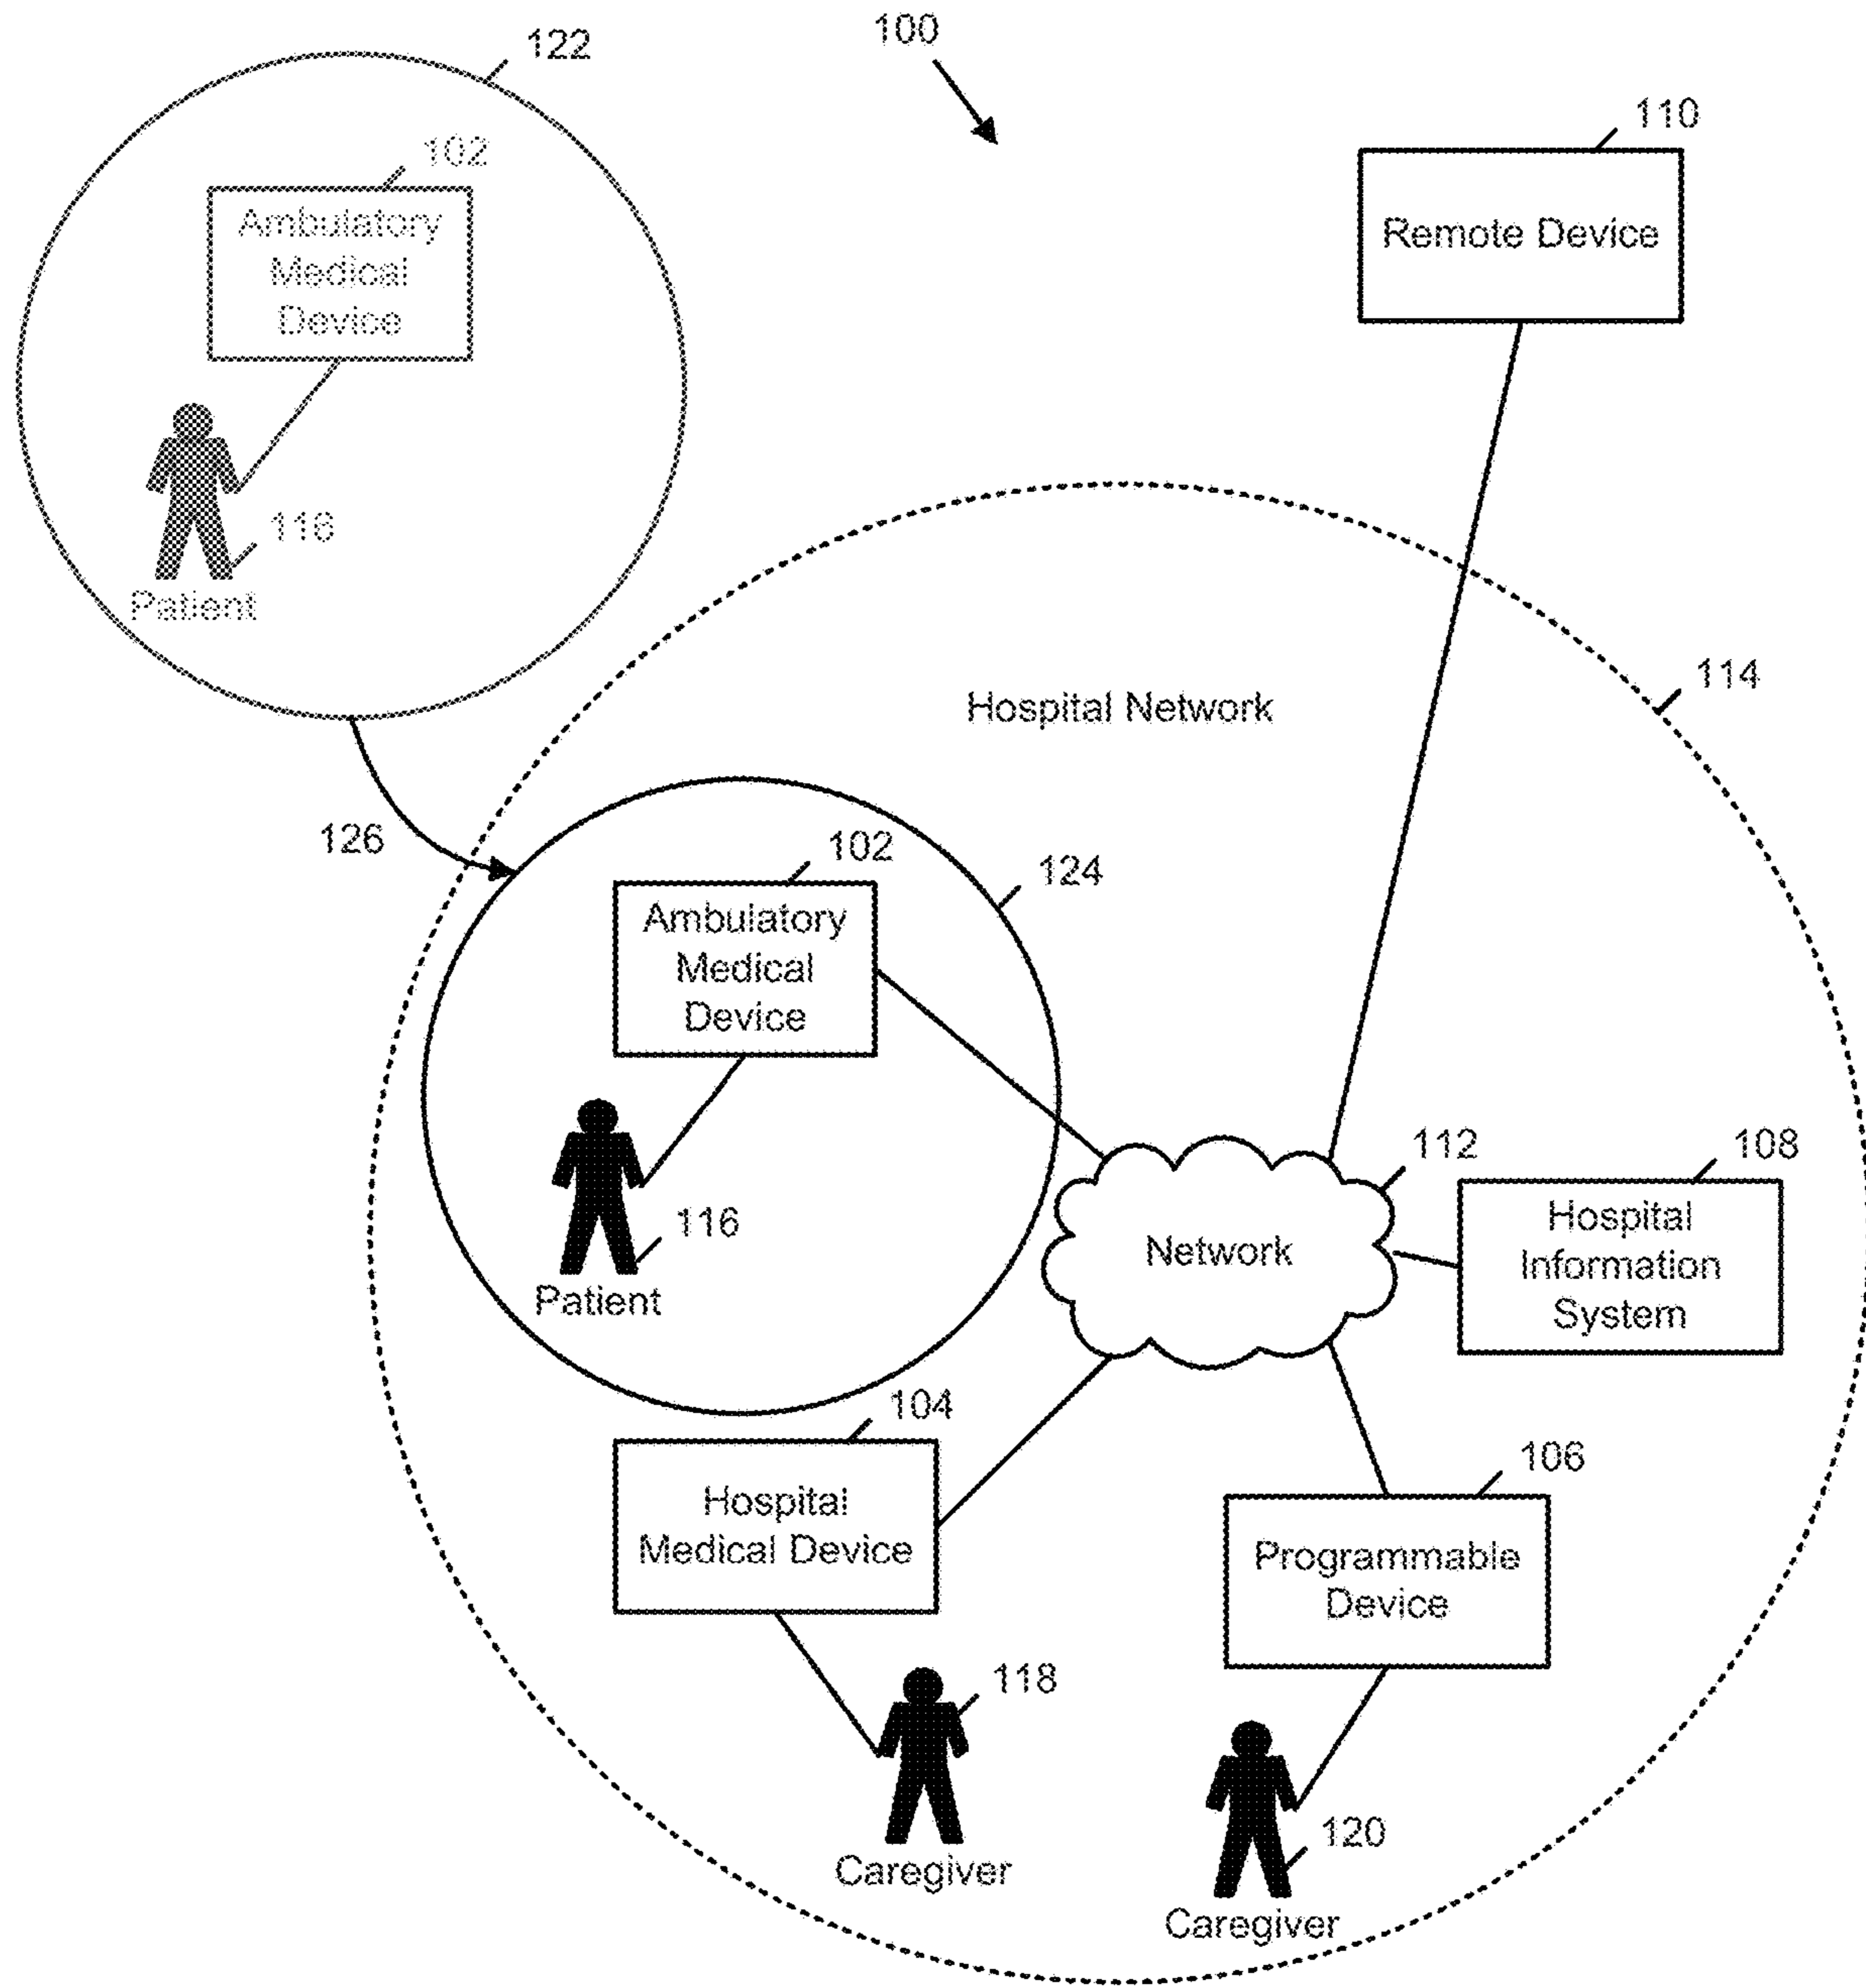 100
122
110
102
Ambulatory
Medical
Device
Remote Device
116
Patient
114
Hospital Network
126
102
124
Ambulatory
Medical
Device
112
108
116
Network
Hospital
Information
System
Patient
104
106
Hospital
Medical Device
Programmable
Device
118
120
Caregiver
Caregiver